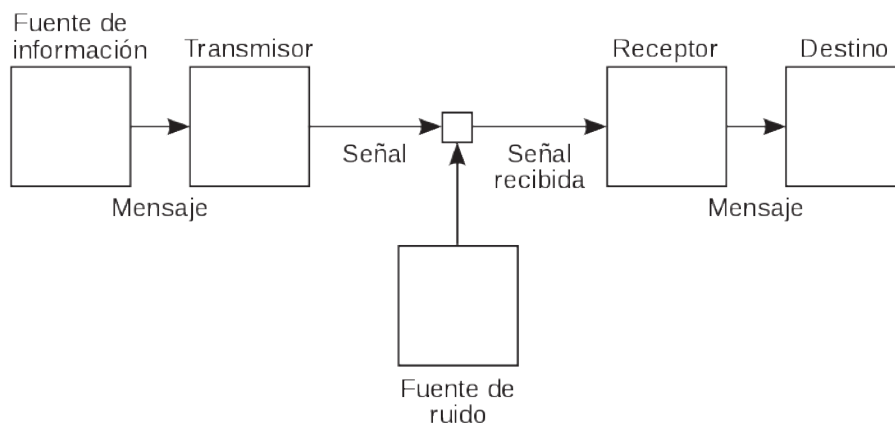 Fuente de
información
Transmisor
Receptor
Destino
Señal
Señal
recibida
Mensaje
Mensaje
Fuente de
ruido